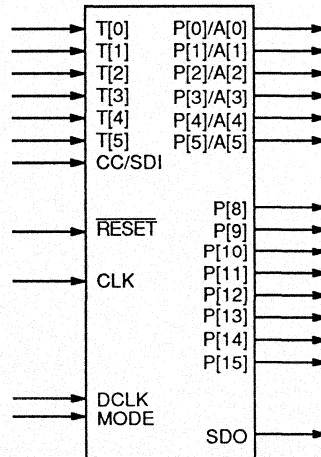 T[0] P[0]/A[0]
T[1] P[1]/A[1]
T[2] P[2]/A[2]
T[3] P[3]/A[3]
T[4] P[4]/A[4]
T[5] P[5]/A[5]
CC/SDI
P[8]
RESET P[9]
P[10]
CLK P[11]
P[12]
P[13]
P[14]
P[15]
DCLK
MODE
SDO